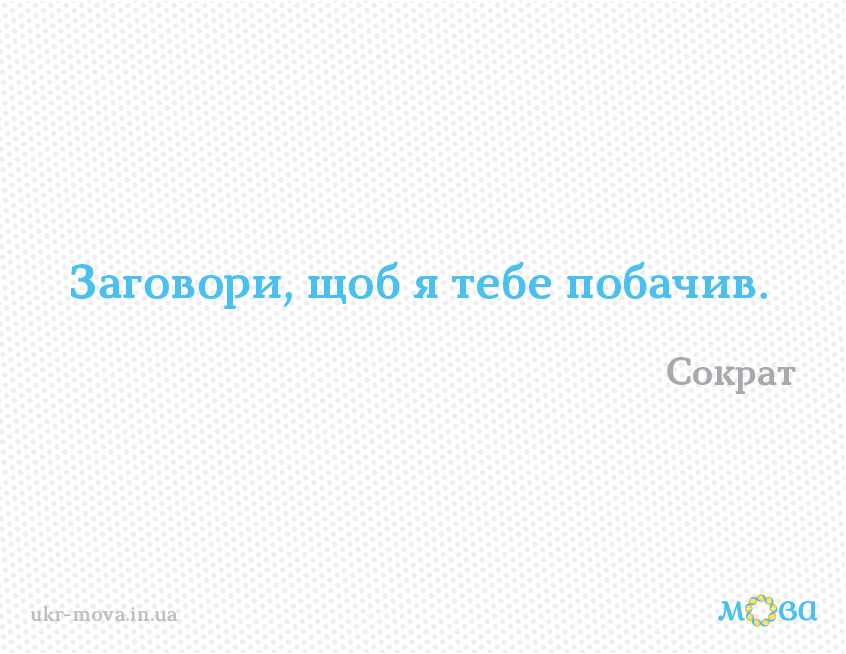 Заговори, щоб я тебе побачив.
Сократ
ukr-mova.in.ua
мова